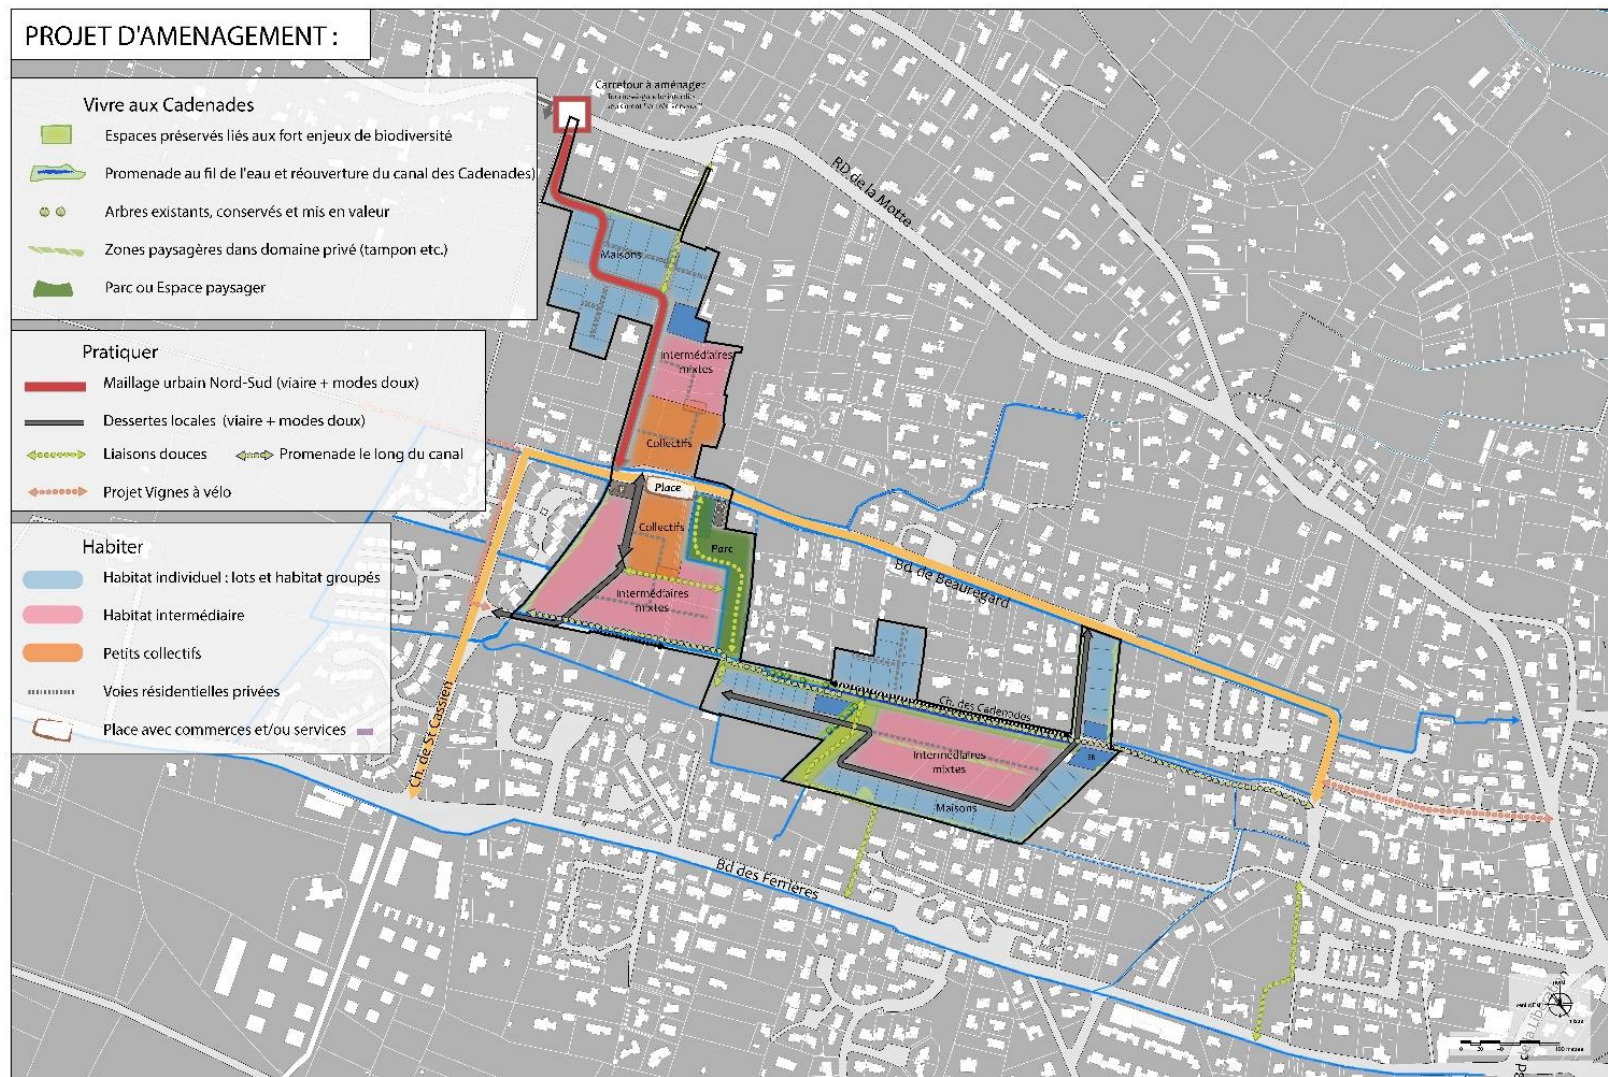 PROJET D'AMENAGEMENT :
Vivre aux Cadenades
Espaces préservés liés aux fort enjeux de biodiversité
Promenade au fil de l'eau et réouverture du canal des Cadenades)
Arbres existants, conservés et mis en valeur
Zones paysagères dans domaine privé (tampon etc.)
Parc ou Espace paysager
Pratiquer
Maillage urbain Nord-Sud (viaire + modes doux)
Dessertes locales (viaire + modes doux)
Liaisons douces
Promenade le long du canal
Projet Vignes à vélo
Habiter
Habitat individuel : lots et habitat groupés
Habitat intermédiaire
Petits collectifs
Voies résidentielles privées
Place avec commerces et/ou services
Carrefour à aménager
RD de la Motte
Maisons
Intermédiaires
mixtes
Collectifs
Place
Collectifs
Parc
Intermédiaires
mixtes
Bd. de Beauregard
Ch. des Cadenades
Intermédiaires
mixtes
Maisons
Ch. de St Cassien
Bd des Ferrières